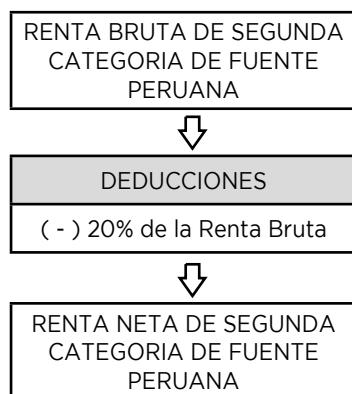 RENTA BRUTA DE SEGUNDA
CATEGORIA DE FUENTE
PERUANA
DEDUCCIONES
( - ) 20% de la Renta Bruta
RENTA NETA DE SEGUNDA
CATEGORIA DE FUENTE
PERUANA